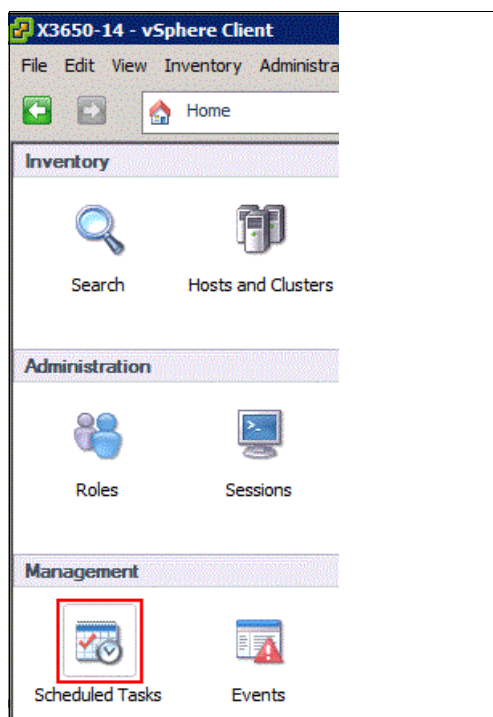 X3650-14 - vSphere Client
File Edit View Inventory Administra
Home
Inventory
Search Hosts and Clusters
Administration
Roles Sessions
Management
Scheduled Tasks Events